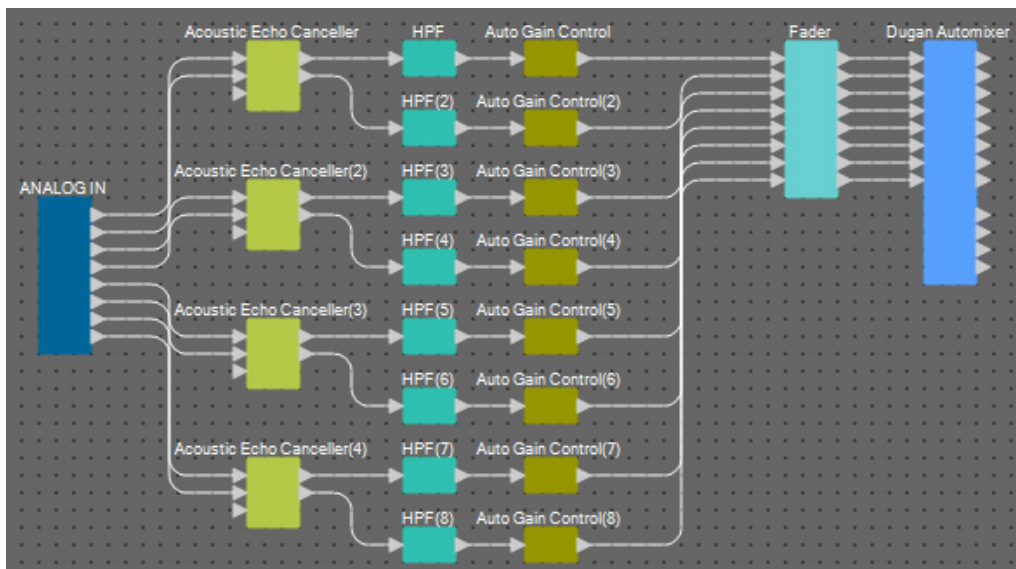 Acoustic Echo Canceller HPF Auto Gain Control Fader Dugan Automixer
HPF(2) Auto Gain Control(2)
Acoustic Echo Canceller(2) HPF(3) Auto Gain Control(3)
ANALOG IN
HPF(4) Auto Gain Control(4)
Acoustic Echo Canceller(3) HPF(5) Auto Gain Control(5)
HPF(6) Auto Gain Control(6)
Acoustic Echo Canceller(4) HPF(7) Auto Gain Control(7)
HPF(8) Auto Gain Control(8)